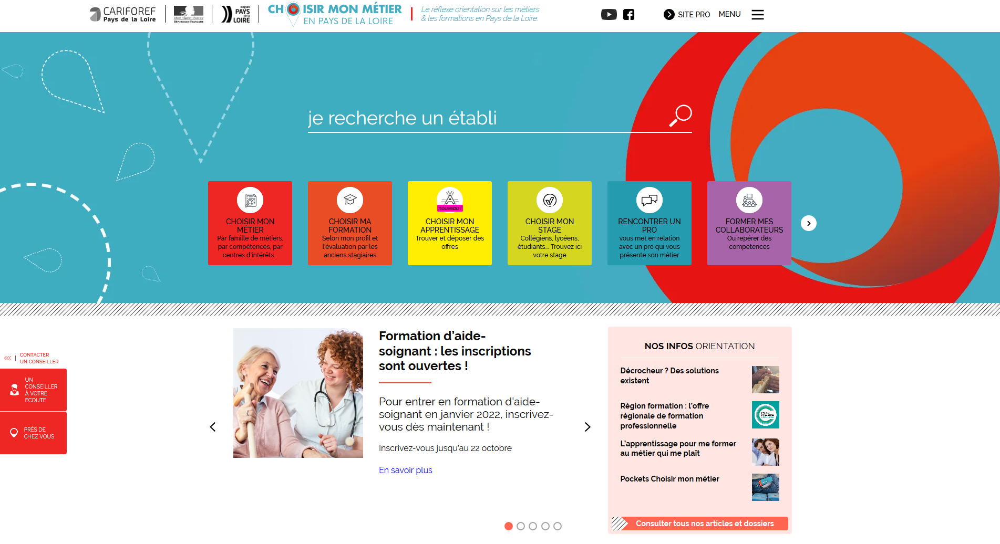 CARIFOREF
Pays de la Loire
Liberté • Égalité • Fraternité
RÉPUBLIQUE FRANÇAISE
Région
PAYS
de la
LOIRE
CHOISIR MON MÉTIER
EN PAYS DE LA LOIRE
Le réflexe orientation sur les métiers
& les formations en Pays de la Loire.
SITE PRO
MENU
je recherche un établi
CHOISIR MON
MÉTIER
Par famille de métiers,
par compétences, par
centres d'intérêts...
CHOISIR MA
FORMATION
Selon mon profil et
l'évaluation par les
anciens stagiaires
nouveau !
CHOISIR MON
APPRENTISSAGE
Trouver et déposer des
offres
CHOISIR MON
STAGE
Collégiens, lycéens,
étudiants... Trouvez ici
votre stage
RENCONTRER UN
PRO
vous met en relation
avec un pro qui vous
présente son métier
FORMER MES
COLLABORATEURS
Ou repérer des
compétences
CONTACTER
UN CONSEILLER
UN
CONSEILLER
À VOTRE
ÉCOUTE
PRÈS DE
CHEZ VOUS
Formation d’aide-
soignant : les inscriptions
sont ouvertes !
Pour entrer en formation d'aide-
soignant en janvier 2022, inscrivez-
vous dès maintenant !
Inscrivez-vous jusqu’au 22 octobre
En savoir plus
NOS INFOS ORIENTATION
Décrocheur ? Des solutions
existent
Région formation : l’offre
régionale de formation
professionnelle
RÉGION
FORMATION
L’apprentissage pour me former
au métier qui me plaît
Pockets Choisir mon métier
Consulter tous nos articles et dossiers